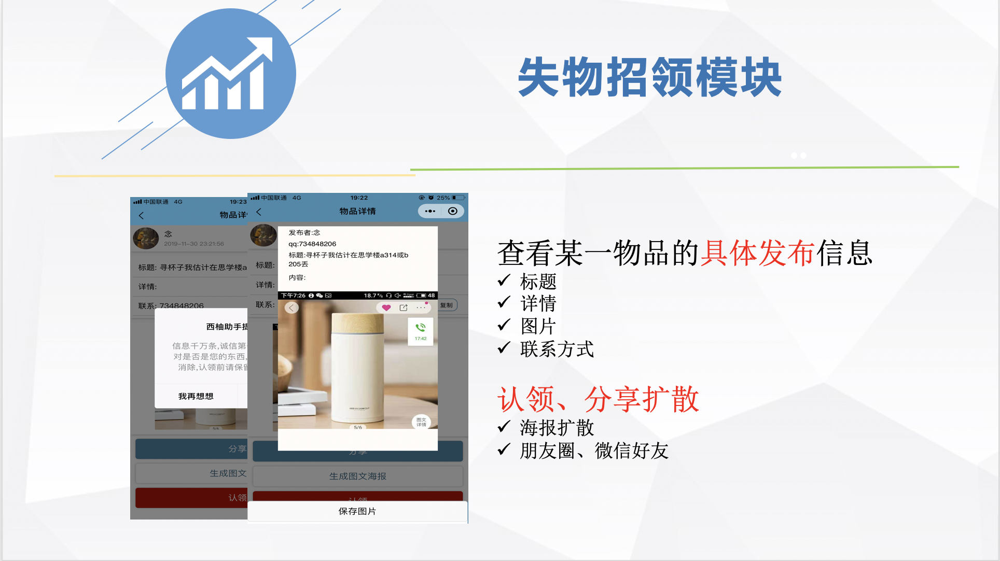 失物招领模块
中国联通 4G 19:23
物品详
念
2019-11-30 23:21:56
标题: 寻杯子我估计在思学楼a
详情:
联系: 734848206
西柚助手提
信息千万条,诚信第
对是否是您的东西,
消除,认领前请保留
我再想想
5/6
分享
生成图文
认领
中国联通 4G 19:22 25%
物品详情
发布者:念
qq:734848206
标题:寻杯子我估计在思学楼a314或b
205丢
内容:
标题:
详情:
联系:
复制
下午7:26 18.7 K/s 48
17:42
图文
详情
5/6
分享
生成图文海报
认领
保存图片
查看某一物品的具体发布信息
✓ 标题
✓ 详情
✓ 图片
✓ 联系方式
认领、分享扩散
✓ 海报扩散
✓ 朋友圈、微信好友